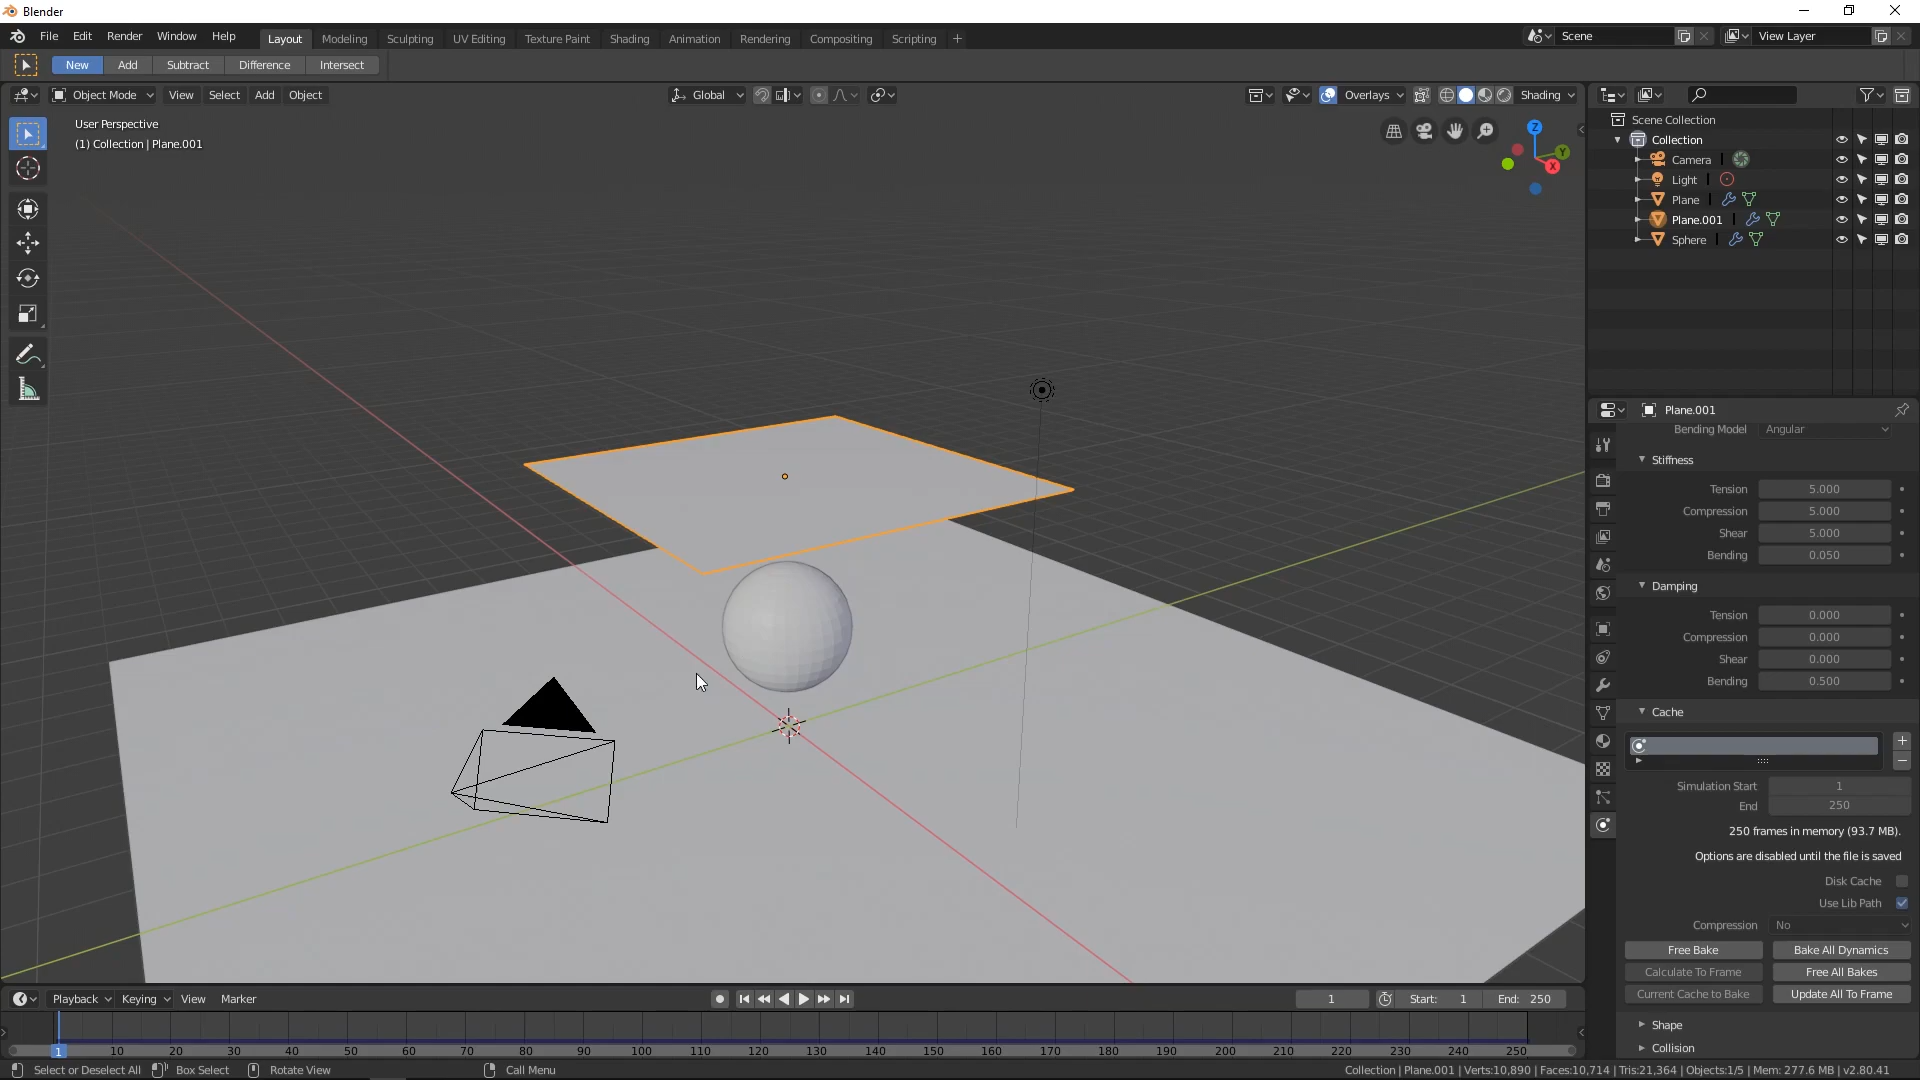 Blender
File Edit Render Window Help Layout Modeling Sculpting UV Editing Texture Paint Shading Animation Rendering Compositing Scripting + Scene View Layer
New Add Subtract Difference Intersect
Object Mode View Select Add Object Global Overlays Shading
User Perspective
(1) Collection | Plane.001
Z
Y
X
Scene Collection
Collection
Camera
Light
Plane
Plane.001
Sphere
Plane.001
Bending Model Angular
Stiffness
Tension 5.000
Compression 5.000
Shear 5.000
Bending 0.050
Damping
Tension 0.000
Compression 0.000
Shear 0.000
Bending 0.500
Cache
Simulation Start 1
End 250
250 frames in memory (93.7 MB).
Options are disabled until the file is saved
Disk Cache
Use Lib Path
Compression No
Free Bake Bake All Dynamics
Calculate To Frame Free All Bakes
Current Cache to Bake Update All To Frame
Shape
Collision
Playback Keying View Marker 1 Start: 1 End: 250
1 10 20 30 40 50 60 70 80 90 100 110 120 130 140 150 160 170 180 190 200 210 220 230 240 250
Select or Deselect All Box Select Rotate View Call Menu Collection | Plane.001 | Verts:10,890 | Faces:10,714 | Tris:21,364 | Objects:1/5 | Mem: 277.6 MB | v2.80.41